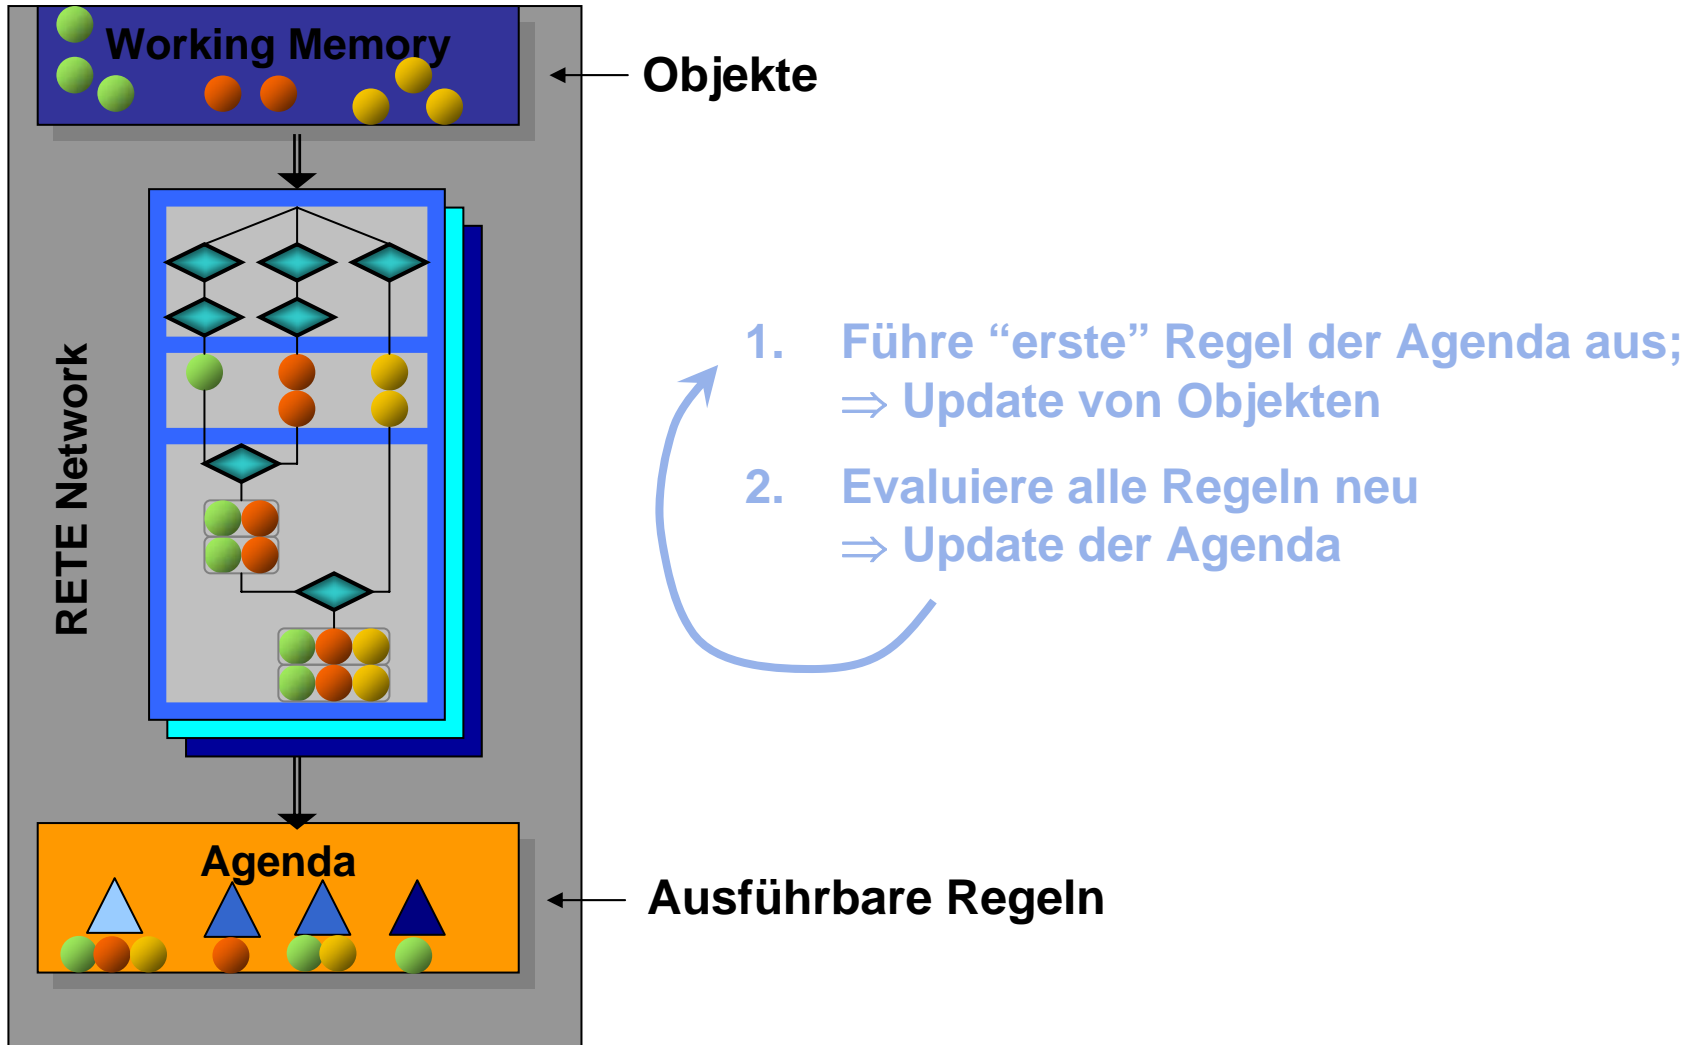 Working Memory
Objekte
RETE Network
1. Führe “erste” Regel der Agenda aus;
⇒ Update von Objekten
2. Evaluiere alle Regeln neu
⇒ Update der Agenda
Agenda
Ausführbare Regeln